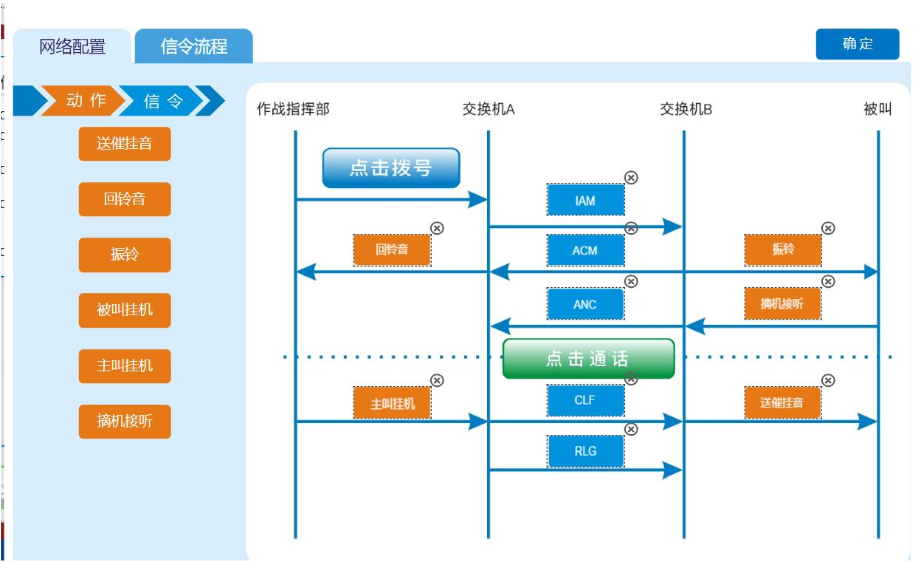 网络配置
信令流程
确定
动作
信令
送催挂音
回铃音
振铃
被叫挂机
主叫挂机
摘机接听
作战指挥部
交换机A
交换机B
被叫
点击拨号
IAM
回铃音
ACM
振铃
ANC
摘机接听
点击通话
主叫挂机
CLF
送催挂音
RLG